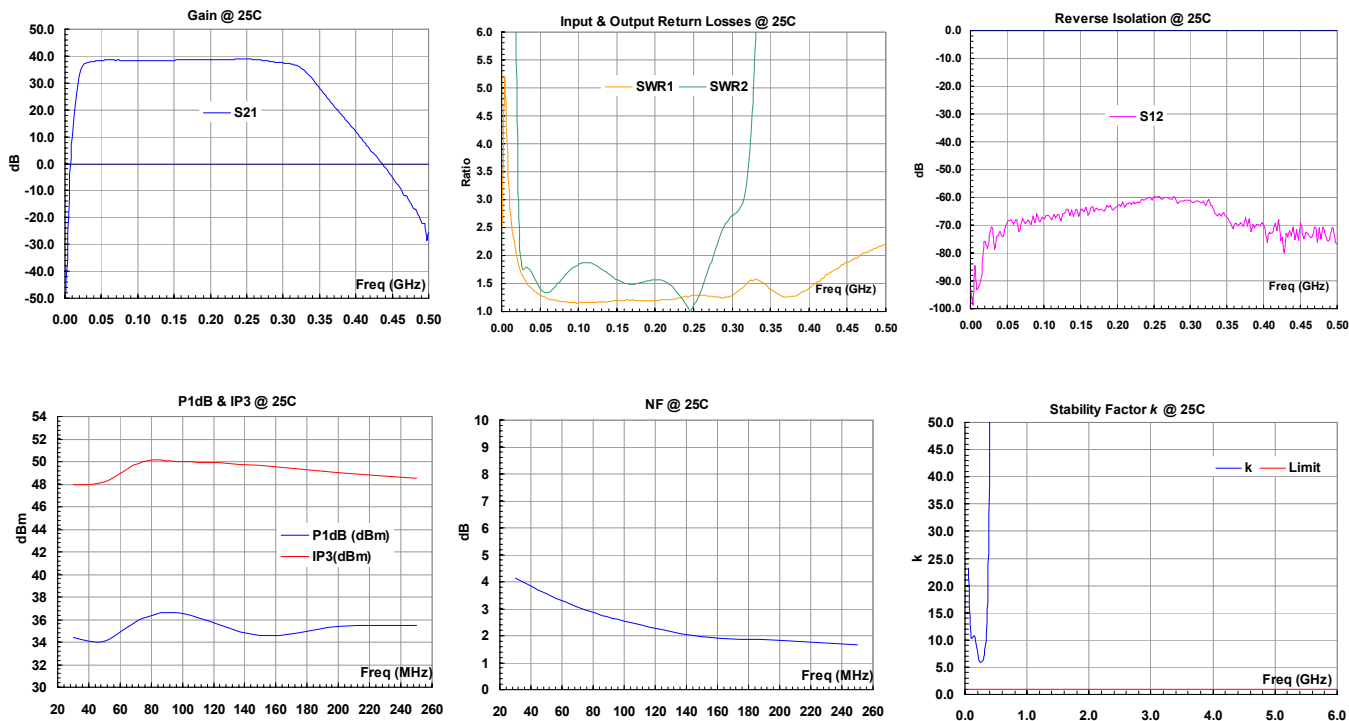 Gain @ 25C
50.0
40.0
30.0
20.0
10.0
0.0
-10.0
-20.0
-30.0
-40.0
-50.0
dB
S21
Freq (GHz)
0.00 0.05 0.10 0.15 0.20 0.25 0.30 0.35 0.40 0.45 0.50
Input & Output Return Losses @ 25C
6.0
5.5
5.0
4.5
4.0
3.5
3.0
2.5
2.0
1.5
1.0
Ratio
SWR1 SWR2
Freq (GHz)
0.00 0.05 0.10 0.15 0.20 0.25 0.30 0.35 0.40 0.45 0.50
Reverse Isolation @ 25C
0.0
-10.0
-20.0
-30.0
-40.0
-50.0
-60.0
-70.0
-80.0
-90.0
-100.0
dB
S12
Freq (GHz)
0.00 0.05 0.10 0.15 0.20 0.25 0.30 0.35 0.40 0.45 0.50
P1dB & IP3 @ 25C
54
52
50
48
46
44
42
40
38
36
34
32
30
dBm
P1dB (dBm)
IP3(dBm)
Freq (MHz)
20 40 60 80 100 120 140 160 180 200 220 240 260
NF @ 25C
10
9
8
7
6
5
4
3
2
1
0
dB
Freq (MHz)
20 40 60 80 100 120 140 160 180 200 220 240 260
Stability Factor k @ 25C
50.0
45.0
40.0
35.0
30.0
25.0
20.0
15.0
10.0
5.0
0.0
k
k Limit
Freq (GHz)
0.0 1.0 2.0 3.0 4.0 5.0 6.0